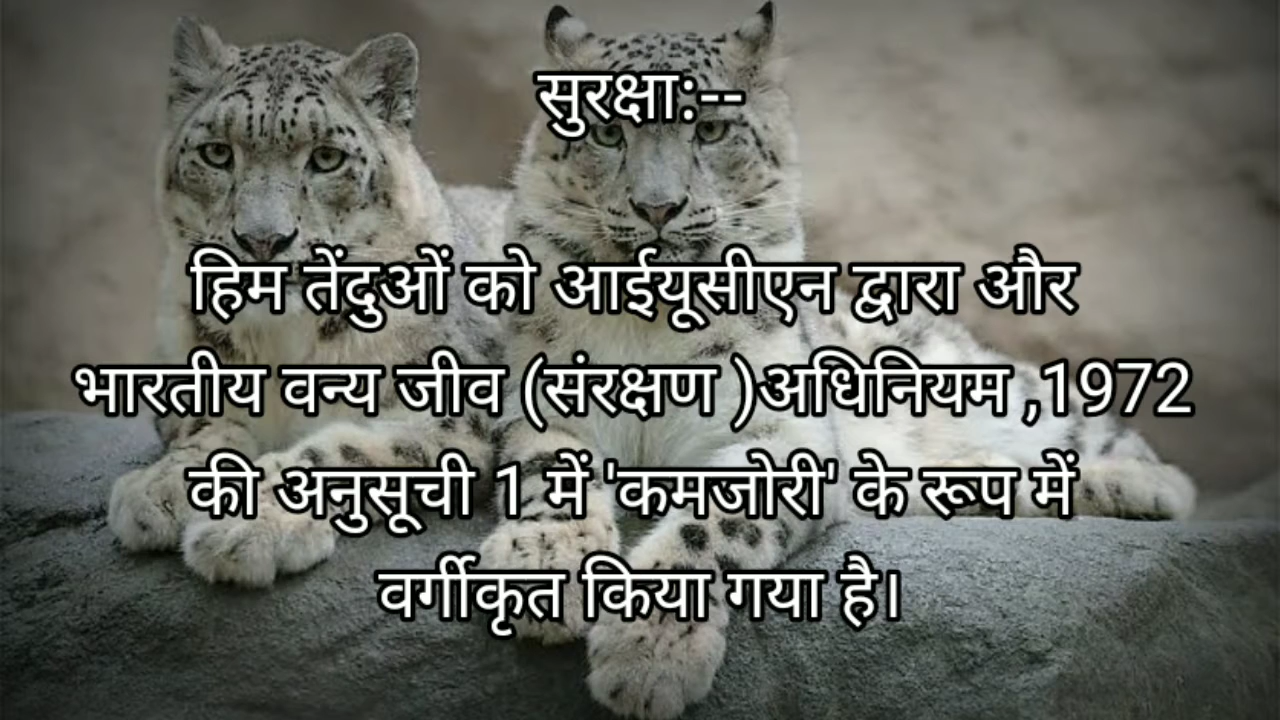 सुरक्षा:--
हिम तेंदुओं को आईयूसीएन द्वारा और
भारतीय वन्य जीव (संरक्षण )अधिनियम ,1972
की अनुसूची 1 में 'कमजोरी' के रूप में
वर्गीकृत किया गया है।